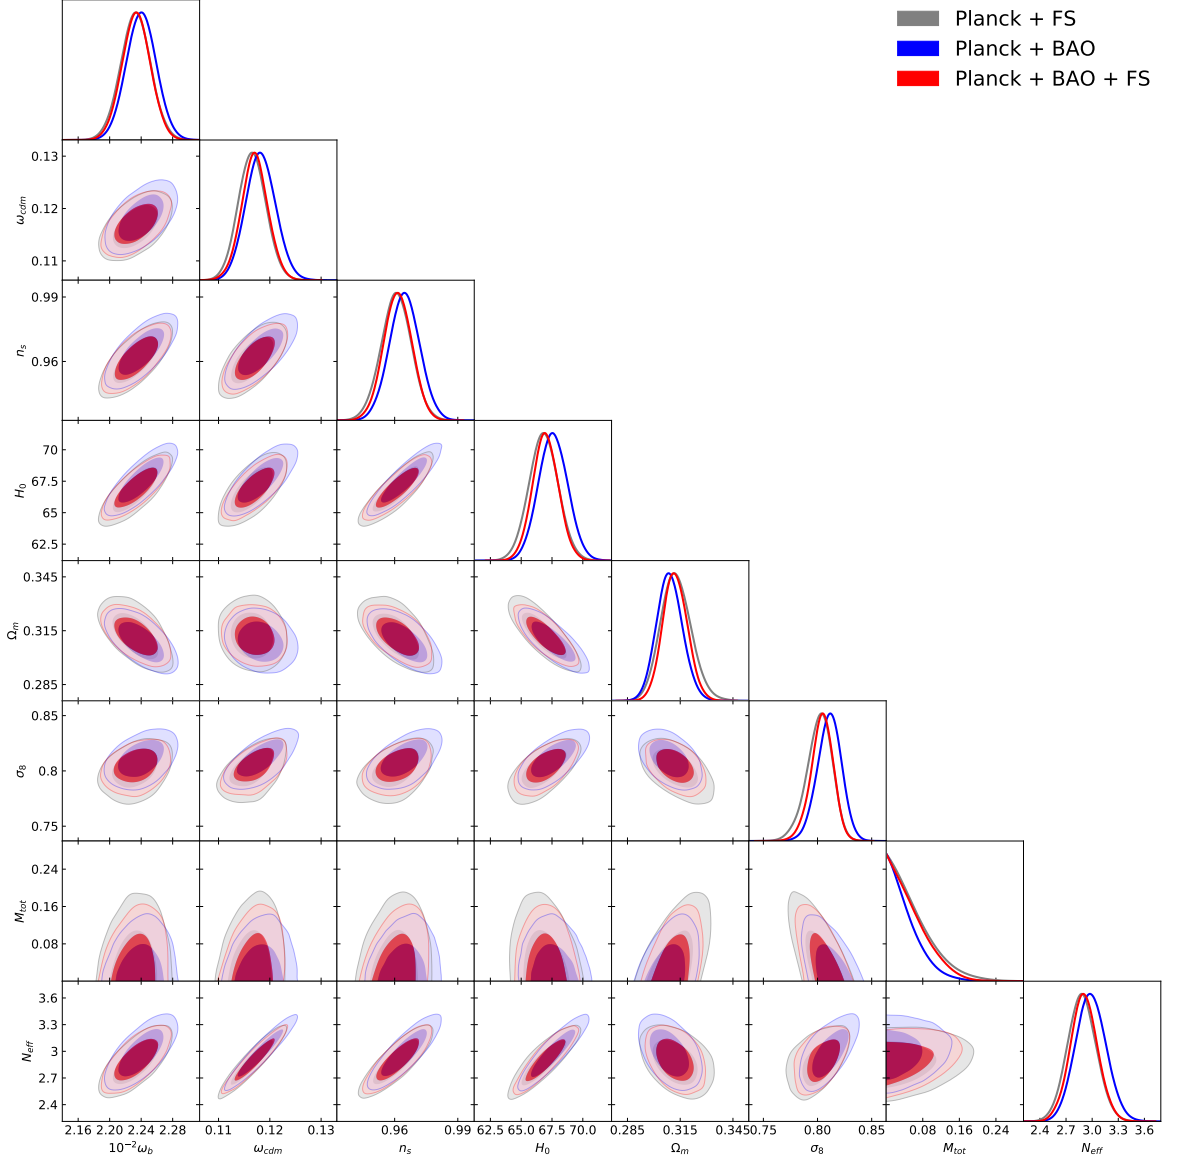 Planck + FS
Planck + BAO
Planck + BAO + FS
0.13
0.12
0.11
ω_cdm
0.99
0.96
n_s
70
67.5
65
62.5
H_0
0.345
0.315
0.285
Ω_m
0.85
0.8
0.75
σ_8
0.24
0.16
0.08
M_tot
3.6
3.3
3.0
2.7
2.4
N_eff
2.16 2.20 2.24 2.28 0.11 0.12 0.13 0.96 0.99 62.5 65.0 67.5 70.0 0.285 0.315 0.345 0.75 0.80 0.85 0.08 0.16 0.24 2.4 2.7 3.0 3.3 3.6
10^-2 ω_b ω_cdm n_s H_0 Ω_m σ_8 M_tot N_eff